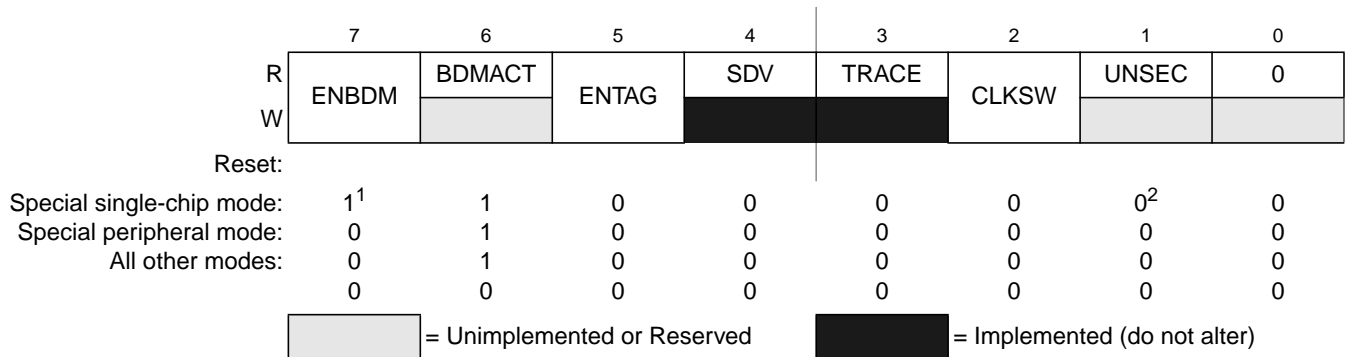 7 6 5 4 3 2 1 0
R ENBDM BDMACT ENTAG SDV TRACE CLKSW UNSEC 0
W
Reset:
Special single-chip mode: 1¹ 1 0 0 0 0 0² 0
Special peripheral mode: 0 1 0 0 0 0 0 0
All other modes: 0 1 0 0 0 0 0 0
0 0 0 0 0 0 0 0
= Unimplemented or Reserved = Implemented (do not alter)